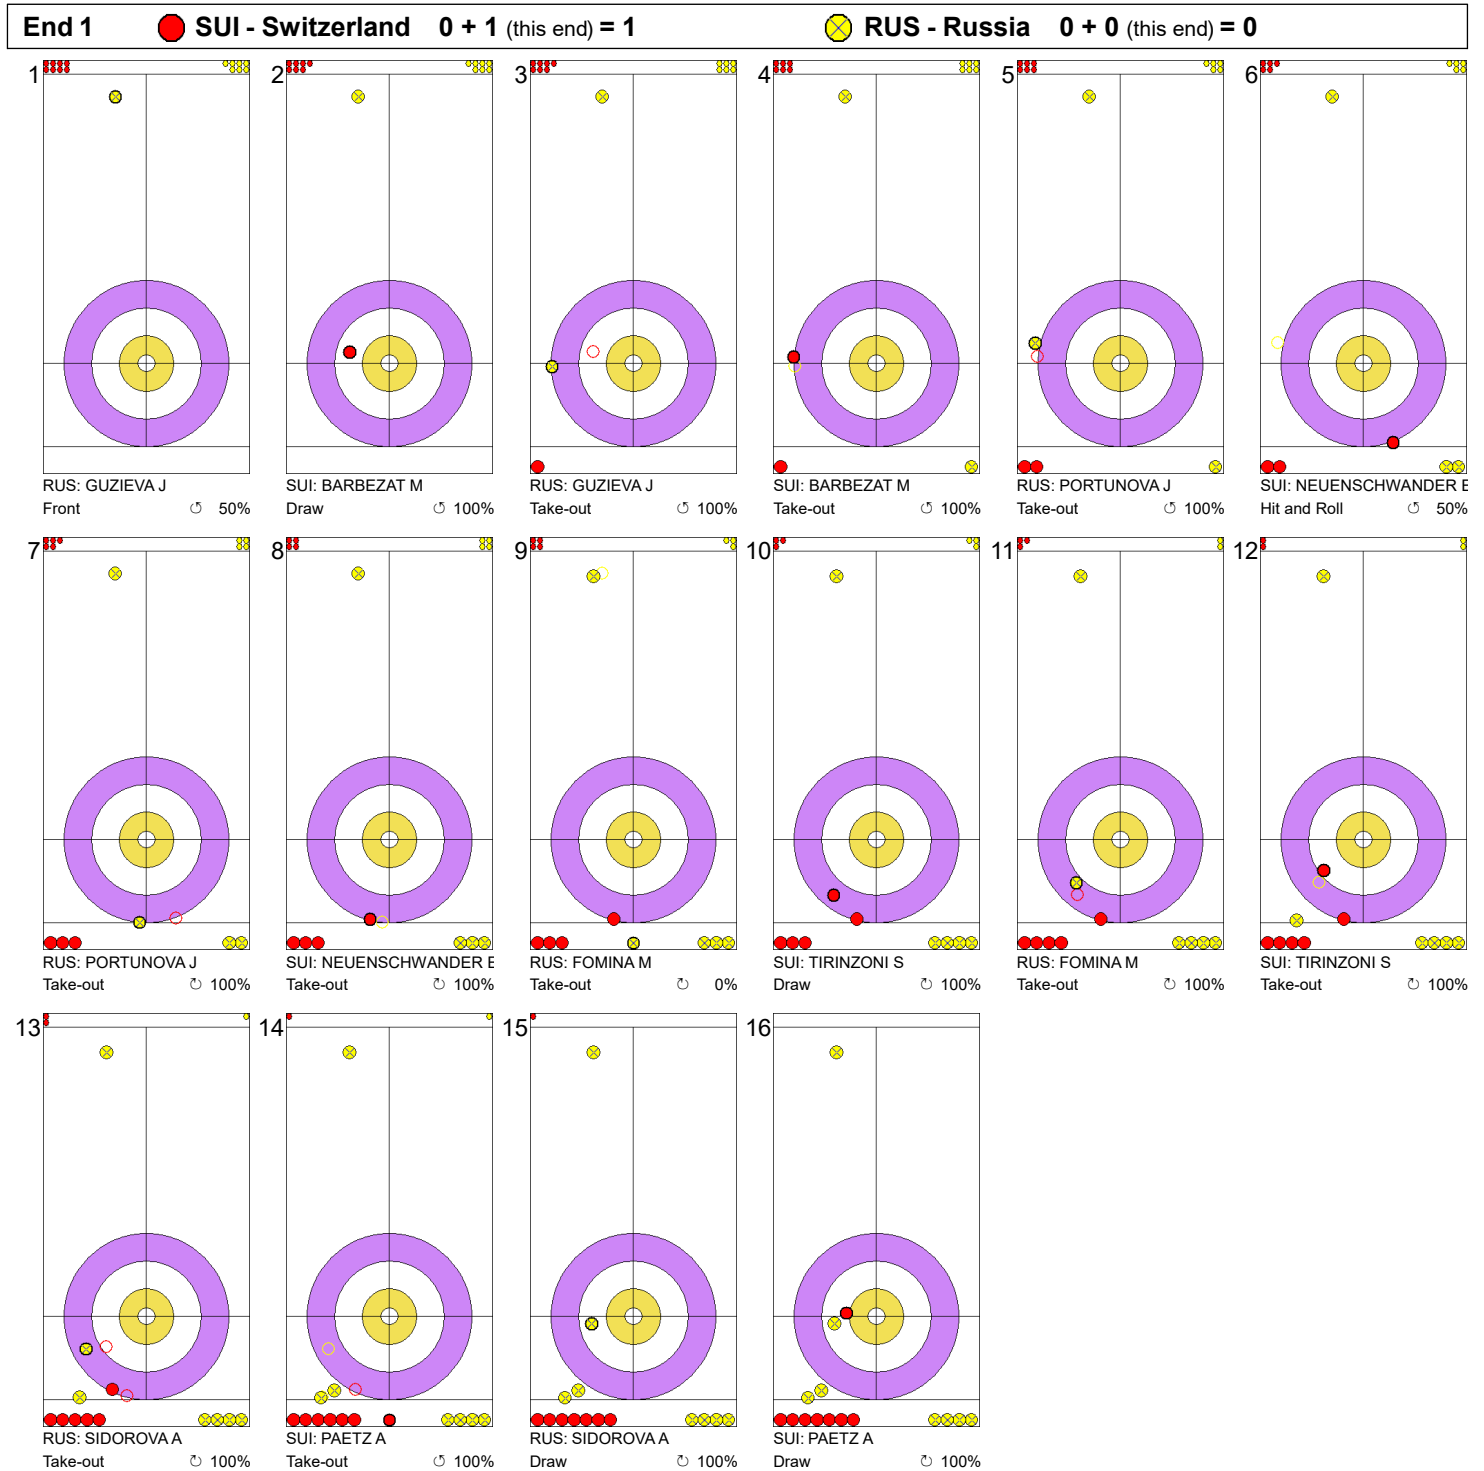 End 1 SUI - Switzerland 0 + 1 (this end) = 1 RUS - Russia 0 + 0 (this end) = 0
1 2 3 4 5 6
RUS: GUZIEVA J SUI: BARBEZAT M RUS: GUZIEVA J SUI: BARBEZAT M RUS: PORTUNOVA J SUI: NEUENSCHWANDER E
Front ↺ 50% Draw ↺ 100% Take-out ↺ 100% Take-out ↺ 100% Take-out ↺ 100% Hit and Roll ↺ 50%
7 8 9 10 11 12
RUS: PORTUNOVA J SUI: NEUENSCHWANDER E RUS: FOMINA M SUI: TIRINZONI S RUS: FOMINA M SUI: TIRINZONI S
Take-out ↻ 100% Take-out ↻ 100% Take-out ↻ 0% Draw ↻ 100% Take-out ↻ 100% Take-out ↻ 100%
13 14 15 16
RUS: SIDOROVA A SUI: PAETZ A RUS: SIDOROVA A SUI: PAETZ A
Take-out ↻ 100% Take-out ↻ 100% Draw ↻ 100% Draw ↻ 100%